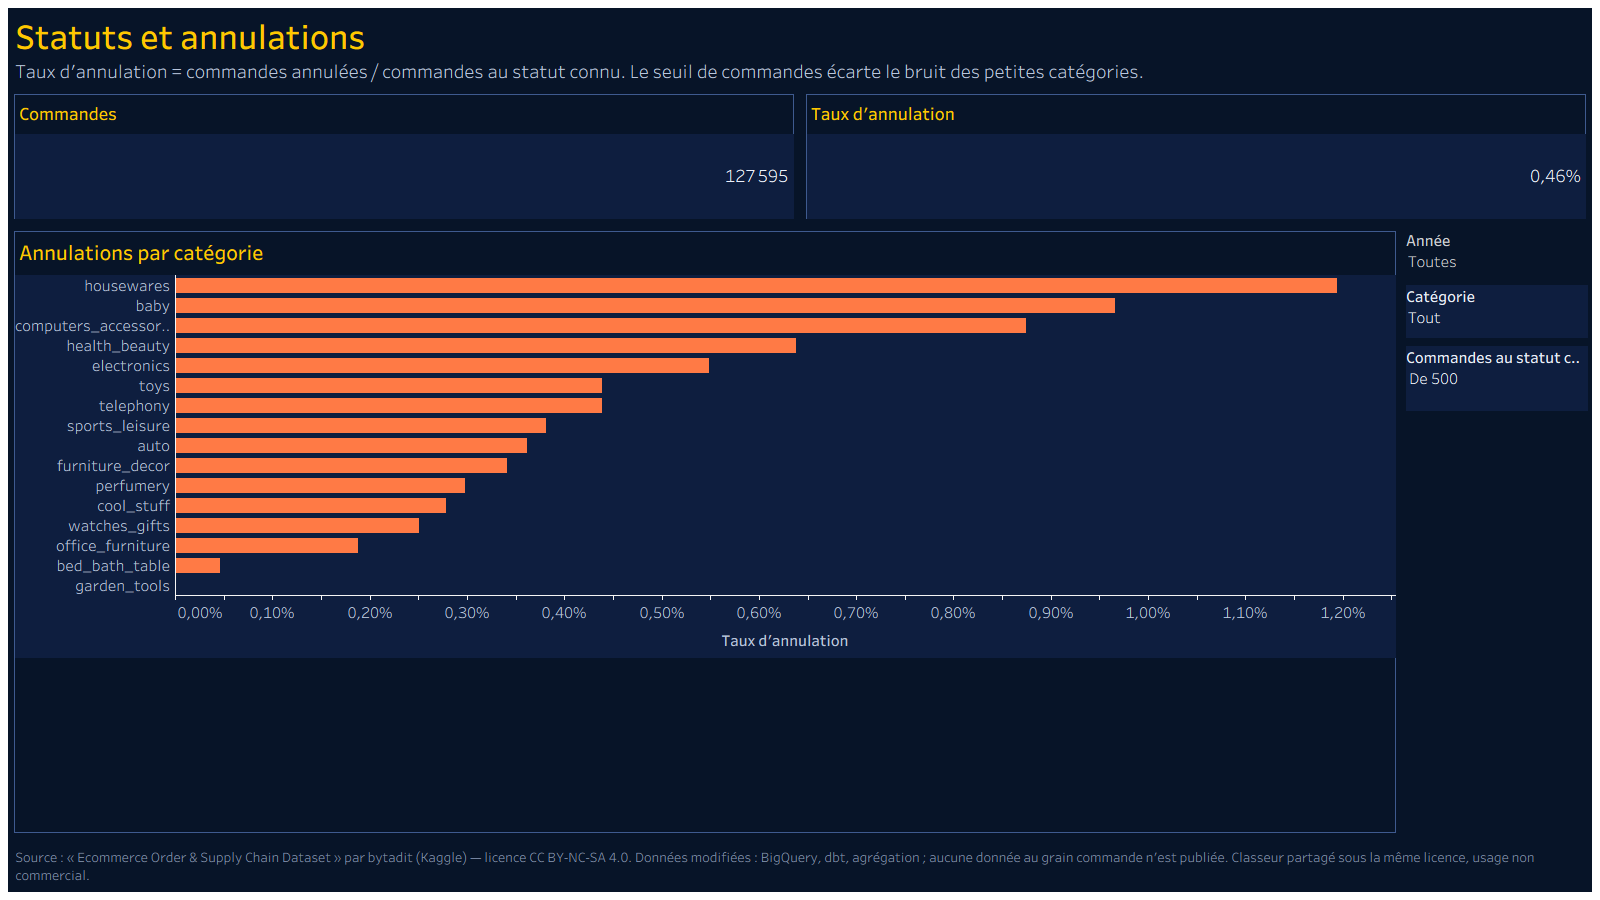 Statuts et annulations
Taux d’annulation = commandes annulées / commandes au statut connu. Le seuil de commandes écarte le bruit des petites catégories.
Commandes
127 595
Taux d’annulation
0,46%
Annulations par catégorie
housewares
baby
computers_accessor..
health_beauty
electronics
toys
telephony
sports_leisure
auto
furniture_decor
perfumery
cool_stuff
watches_gifts
office_furniture
bed_bath_table
garden_tools
0,00% 0,10% 0,20% 0,30% 0,40% 0,50% 0,60% 0,70% 0,80% 0,90% 1,00% 1,10% 1,20%
Taux d’annulation
Année
Toutes
Catégorie
Tout
Commandes au statut c..
De 500
Source : « Ecommerce Order & Supply Chain Dataset » par bytadit (Kaggle) — licence CC BY-NC-SA 4.0. Données modifiées : BigQuery, dbt, agrégation ; aucune donnée au grain commande n’est publiée. Classeur partagé sous la même licence, usage non
commercial.